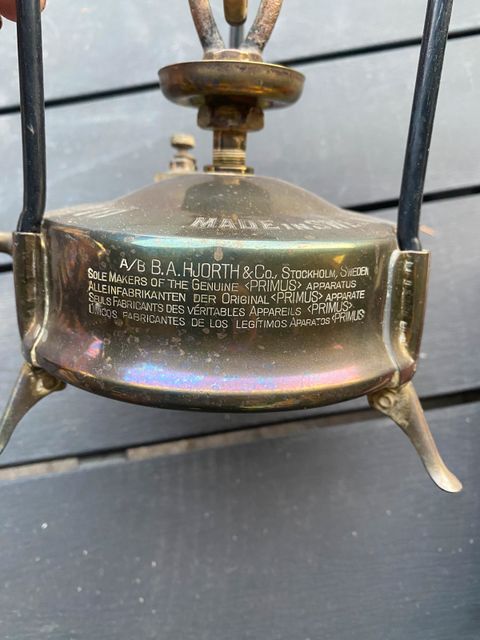 MADE IN
A/B B.A. HJORTH & Co., STOCKHOLM, SWEDEN
SOLE MAKERS OF THE GENUINE <PRIMUS> APPARATUS
ALLEINFABRIKANTEN DER ORIGINAL <PRIMUS> APPARATE
SEULS FABRICANTS DES VÉRITABLES APPAREILS <PRIMUS>
ÚNICOS FABRICANTES DE LOS LEGÍTIMOS APARATOS <PRIMUS>